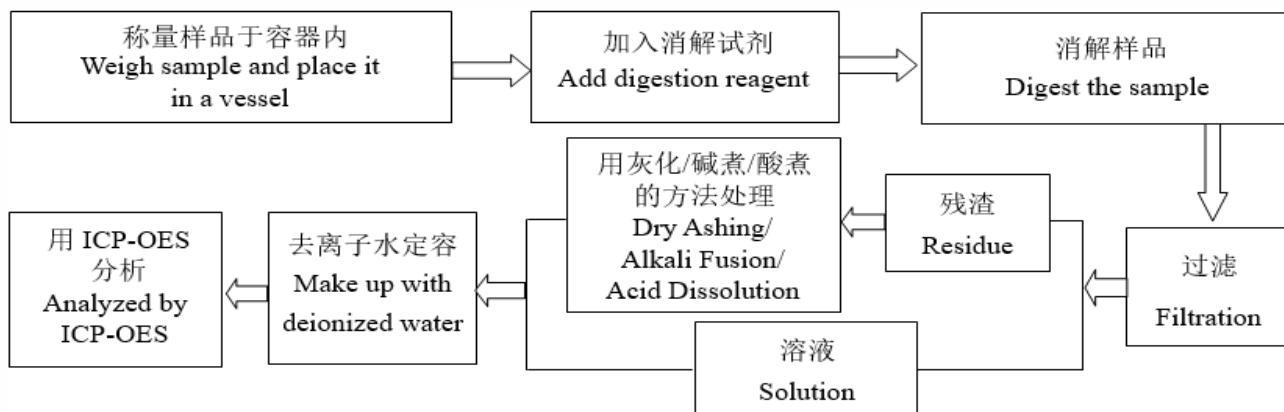 称量样品于容器内
Weigh sample and place it
in a vessel
加入消解试剂
Add digestion reagent
消解样品
Digest the sample
过滤
Filtration
残渣
Residue
用灰化/碱煮/酸煮
的方法处理
Dry Ashing/
Alkali Fusion/
Acid Dissolution
溶液
Solution
去离子水定容
Make up with
deionized water
用 ICP-OES
分析
Analyzed by
ICP-OES